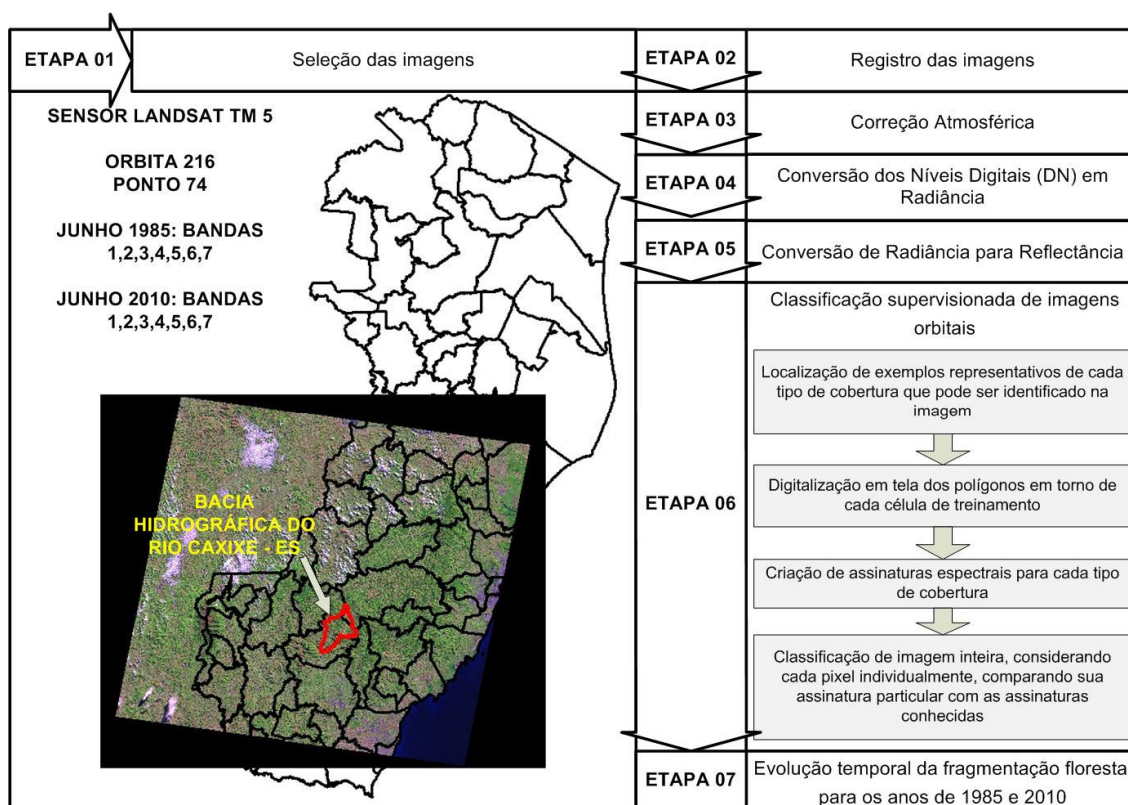 ETAPA 01
Seleção das imagens
SENSOR LANDSAT TM 5
ORBITA 216
PONTO 74
JUNHO 1985: BANDAS
1,2,3,4,5,6,7
JUNHO 2010: BANDAS
1,2,3,4,5,6,7
BACIA
HIDROGRÁFICA DO
RIO CAXIXE - ES
ETAPA 02
Registro das imagens
ETAPA 03
Correção Atmosférica
ETAPA 04
Conversão dos Níveis Digitais (DN) em
Radiância
ETAPA 05
Conversão de Radiância para Reflectância
ETAPA 06
Classificação supervisionada de imagens
orbitais
Localização de exemplos representativos de cada
tipo de cobertura que pode ser identificado na
imagem
Digitalização em tela dos polígonos em torno de
cada célula de treinamento
Criação de assinaturas espectrais para cada tipo
de cobertura
Classificação de imagem inteira, considerando
cada pixel individualmente, comparando sua
assinatura particular com as assinaturas
conhecidas
ETAPA 07
Evolução temporal da fragmentação floresta
para os anos de 1985 e 2010